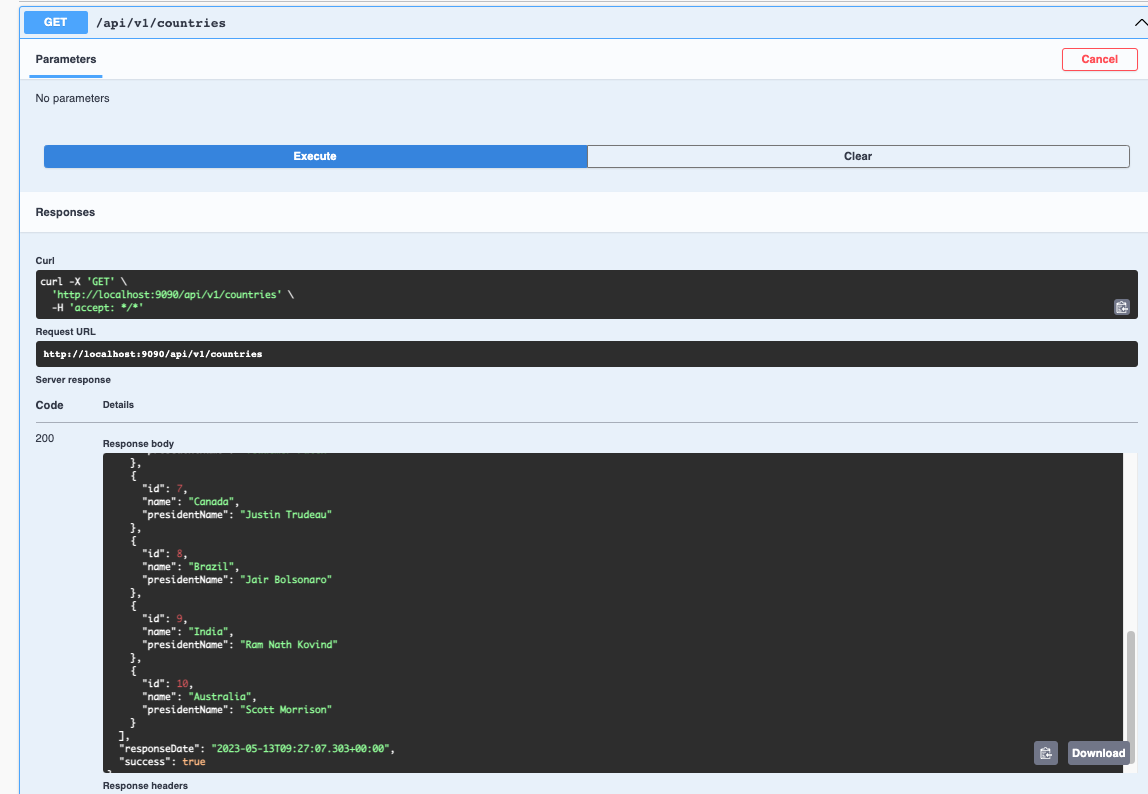 GET /api/v1/countries
Parameters
Cancel
No parameters
Execute
Clear
Responses
Curl
curl -X 'GET' \
  'http://localhost:9090/api/v1/countries' \
  -H 'accept: */*'
Request URL
http://localhost:9090/api/v1/countries
Server response
Code Details
200
Response body
    },
    {
      "id": 7,
      "name": "Canada",
      "presidentName": "Justin Trudeau"
    },
    {
      "id": 8,
      "name": "Brazil",
      "presidentName": "Jair Bolsonaro"
    },
    {
      "id": 9,
      "name": "India",
      "presidentName": "Ram Nath Kovind"
    },
    {
      "id": 10,
      "name": "Australia",
      "presidentName": "Scott Morrison"
    }
  ],
  "responseDate": "2023-05-13T09:27:07.303+00:00",
  "success": true
Download
Response headers